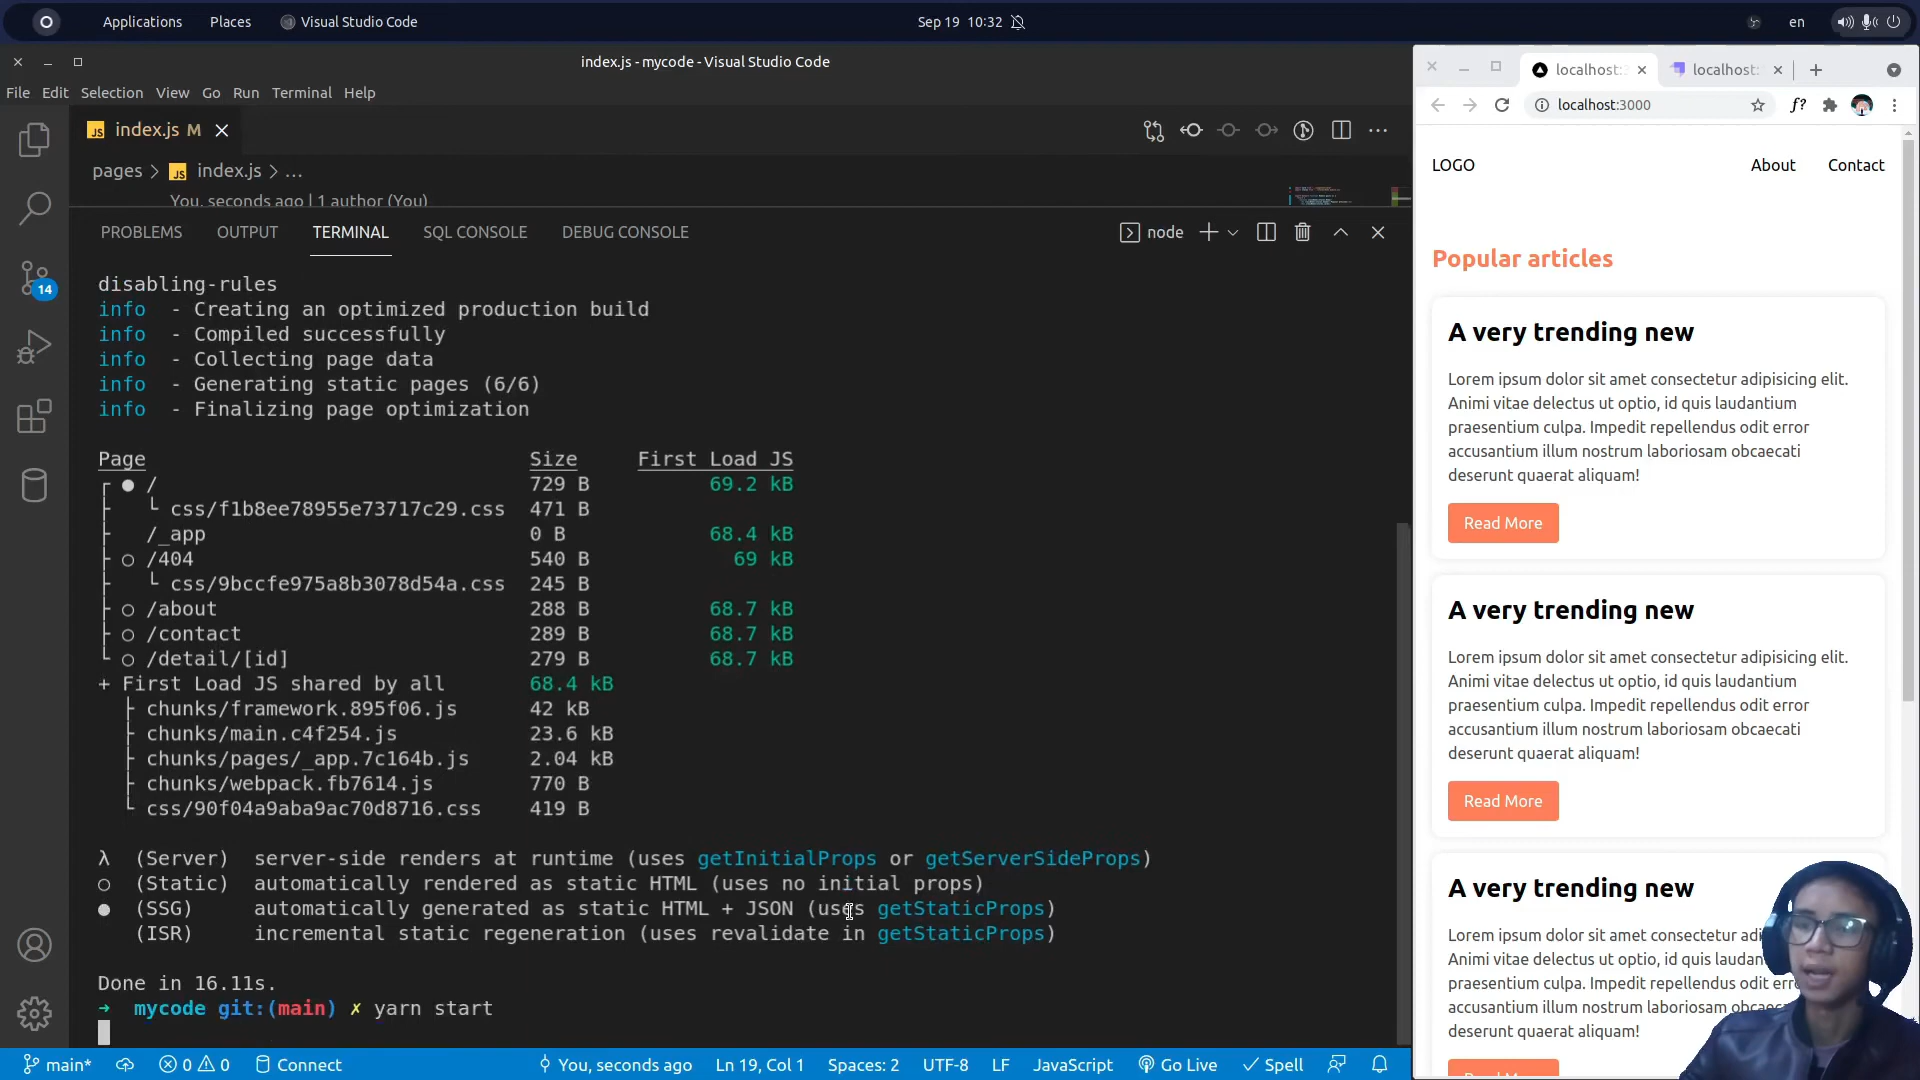 Applications Places Visual Studio Code Sep 19 10:32 en
index.js - mycode - Visual Studio Code
File Edit Selection View Go Run Terminal Help
index.js M
pages > index.js > ...
You, seconds ago | 1 author (You)
PROBLEMS OUTPUT TERMINAL SQL CONSOLE DEBUG CONSOLE node
disabling-rules
info - Creating an optimized production build
info - Compiled successfully
info - Collecting page data
info - Generating static pages (6/6)
info - Finalizing page optimization
Page Size First Load JS
┌ ● / 729 B 69.2 kB
├ └ css/f1b8ee78955e73717c29.css 471 B
├ /_app 0 B 68.4 kB
├ ○ /404 540 B 69 kB
├ └ css/9bccfe975a8b3078d54a.css 245 B
├ ○ /about 288 B 68.7 kB
├ ○ /contact 289 B 68.7 kB
└ ○ /detail/[id] 279 B 68.7 kB
+ First Load JS shared by all 68.4 kB
├ chunks/framework.895f06.js 42 kB
├ chunks/main.c4f254.js 23.6 kB
├ chunks/pages/_app.7c164b.js 2.04 kB
├ chunks/webpack.fb7614.js 770 B
└ css/90f04a9aba9ac70d8716.css 419 B
λ (Server) server-side renders at runtime (uses getInitialProps or getServerSideProps)
○ (Static) automatically rendered as static HTML (uses no initial props)
● (SSG) automatically generated as static HTML + JSON (uses getStaticProps)
(ISR) incremental static regeneration (uses revalidate in getStaticProps)
Done in 16.11s.
➜ mycode git:(main) ✗ yarn start
14
main* 0 0 Connect You, seconds ago Ln 19, Col 1 Spaces: 2 UTF-8 LF JavaScript Go Live Spell
localhost: localhost:
localhost:3000 f?
LOGO About Contact
Popular articles
A very trending new
Lorem ipsum dolor sit amet consectetur adipisicing elit.
Animi vitae delectus ut optio, id quis laudantium
praesentium culpa. Impedit repellendus odit error
accusantium illum nostrum laboriosam obcaecati
deserunt quaerat aliquam!
Read More
A very trending new
Lorem ipsum dolor sit amet consectetur adipisicing elit.
Animi vitae delectus ut optio, id quis laudantium
praesentium culpa. Impedit repellendus odit error
accusantium illum nostrum laboriosam obcaecati
deserunt quaerat aliquam!
Read More
A very trending new
Lorem ipsum dolor sit amet consectetur
Animi vitae delectus ut optio, id quis
praesentium culpa. Impedit repellendus
accusantium illum nostrum laboriosam
deserunt quaerat aliquam!